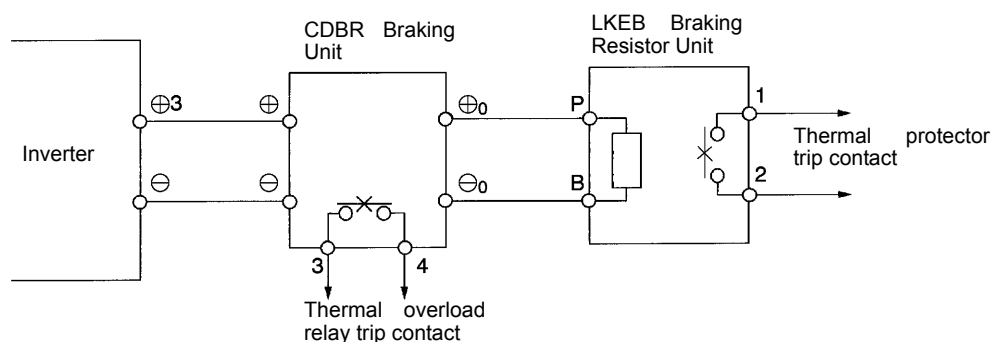 CDBR Braking
Unit
LKEB Braking
Resistor Unit
⊕3
⊕
⊕0
P
1
Inverter
Thermal protector
trip contact
⊖
⊖
⊖0
B
2
3
4
Thermal overload
relay trip contact